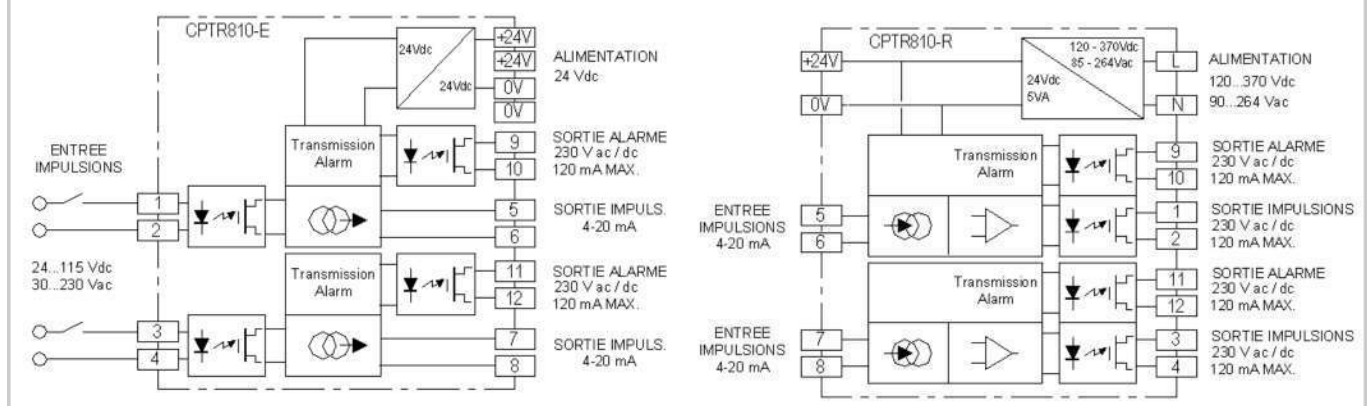 CPTR810-E
24Vdc
24Vdc
+24V
+24V
0V
0V
ALIMENTATION
24 Vdc
Transmission
Alarm
9
10
SORTIE ALARME
230 V ac / dc
120 mA MAX.
ENTREE
IMPULSIONS
1
2
5
6
SORTIE IMPULS.
4-20 mA
24...115 Vdc
30...230 Vac
Transmission
Alarm
11
12
SORTIE ALARME
230 V ac / dc
120 mA MAX.
3
4
7
8
SORTIE IMPULS.
4-20 mA
CPTR810-R
+24V
0V
120 - 370Vdc
85 - 264Vac
24Vdc
5VA
L
N
ALIMENTATION
120...370 Vdc
90...264 Vac
Transmission
Alarm
9
10
SORTIE ALARME
230 V ac / dc
120 mA MAX.
ENTREE
IMPULSIONS
4-20 mA
5
6
1
2
SORTIE IMPULSIONS
230 V ac / dc
120 mA MAX.
Transmission
Alarm
11
12
SORTIE ALARME
230 V ac / dc
120 mA MAX.
ENTREE
IMPULSIONS
4-20 mA
7
8
3
4
SORTIE IMPULSIONS
230 V ac / dc
120 mA MAX.